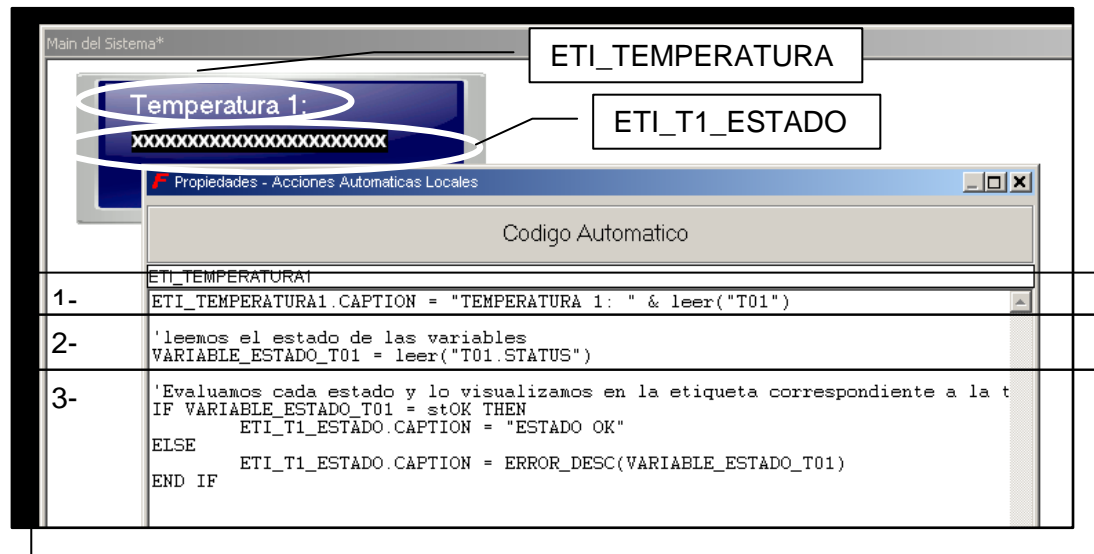 Main del Sistema*
ETI_TEMPERATURA
Temperatura 1:
ETI_T1_ESTADO
xxxxxxxxxxxxxxxxxxxxxxx
F Propiedades - Acciones Automaticas Locales
Codigo Automatico
ETI_TEMPERATURA1
1-
ETI_TEMPERATURA1.CAPTION = "TEMPERATURA 1: " & leer("T01")
2-
'leemos el estado de las variables
VARIABLE_ESTADO_T01 = leer("T01.STATUS")
3-
'Evaluamos cada estado y lo visualizamos en la etiqueta correspondiente a la t
IF VARIABLE_ESTADO_T01 = stOK THEN
ETI_T1_ESTADO.CAPTION = "ESTADO OK"
ELSE
ETI_T1_ESTADO.CAPTION = ERROR_DESC(VARIABLE_ESTADO_T01)
END IF